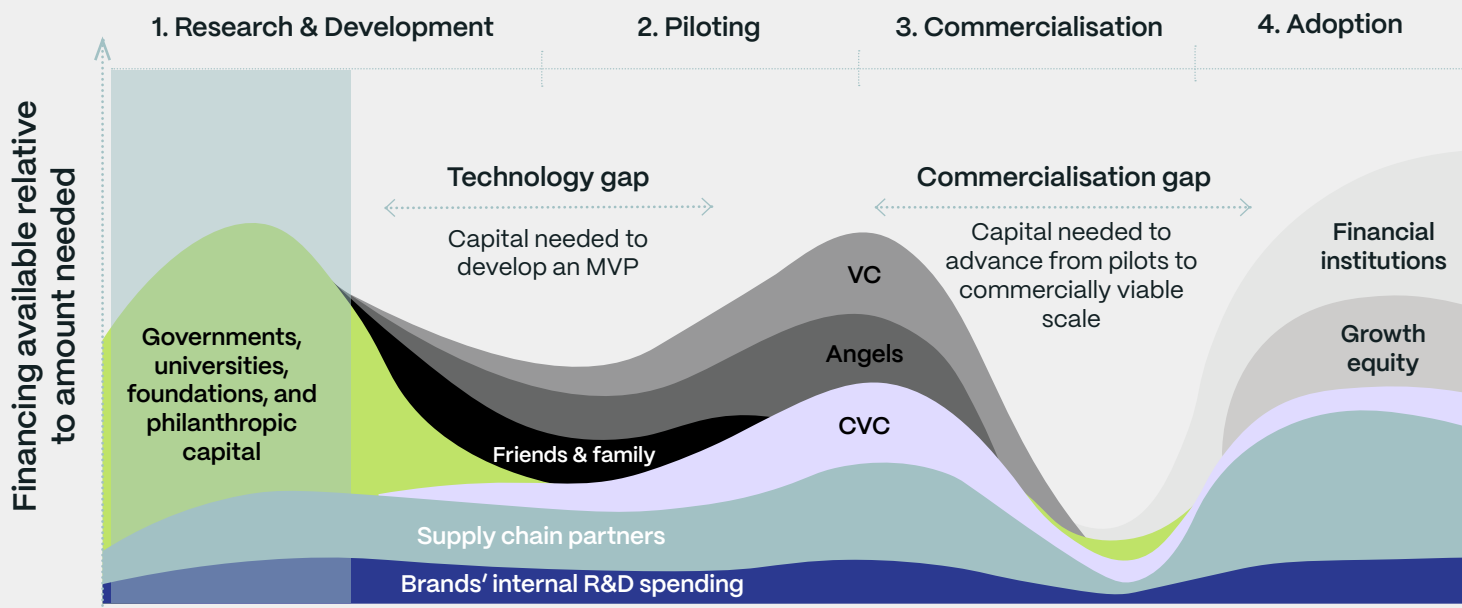 1. Research & Development
2. Piloting
3. Commercialisation
4. Adoption
Financing available relative
to amount needed
Technology gap
Capital needed to
develop an MVP
Commercialisation gap
Capital needed to
advance from pilots to
commercially viable
scale
Governments,
universities,
foundations, and
philanthropic
capital
VC
Angels
CVC
Friends & family
Financial
institutions
Growth
equity
Supply chain partners
Brands’ internal R&D spending